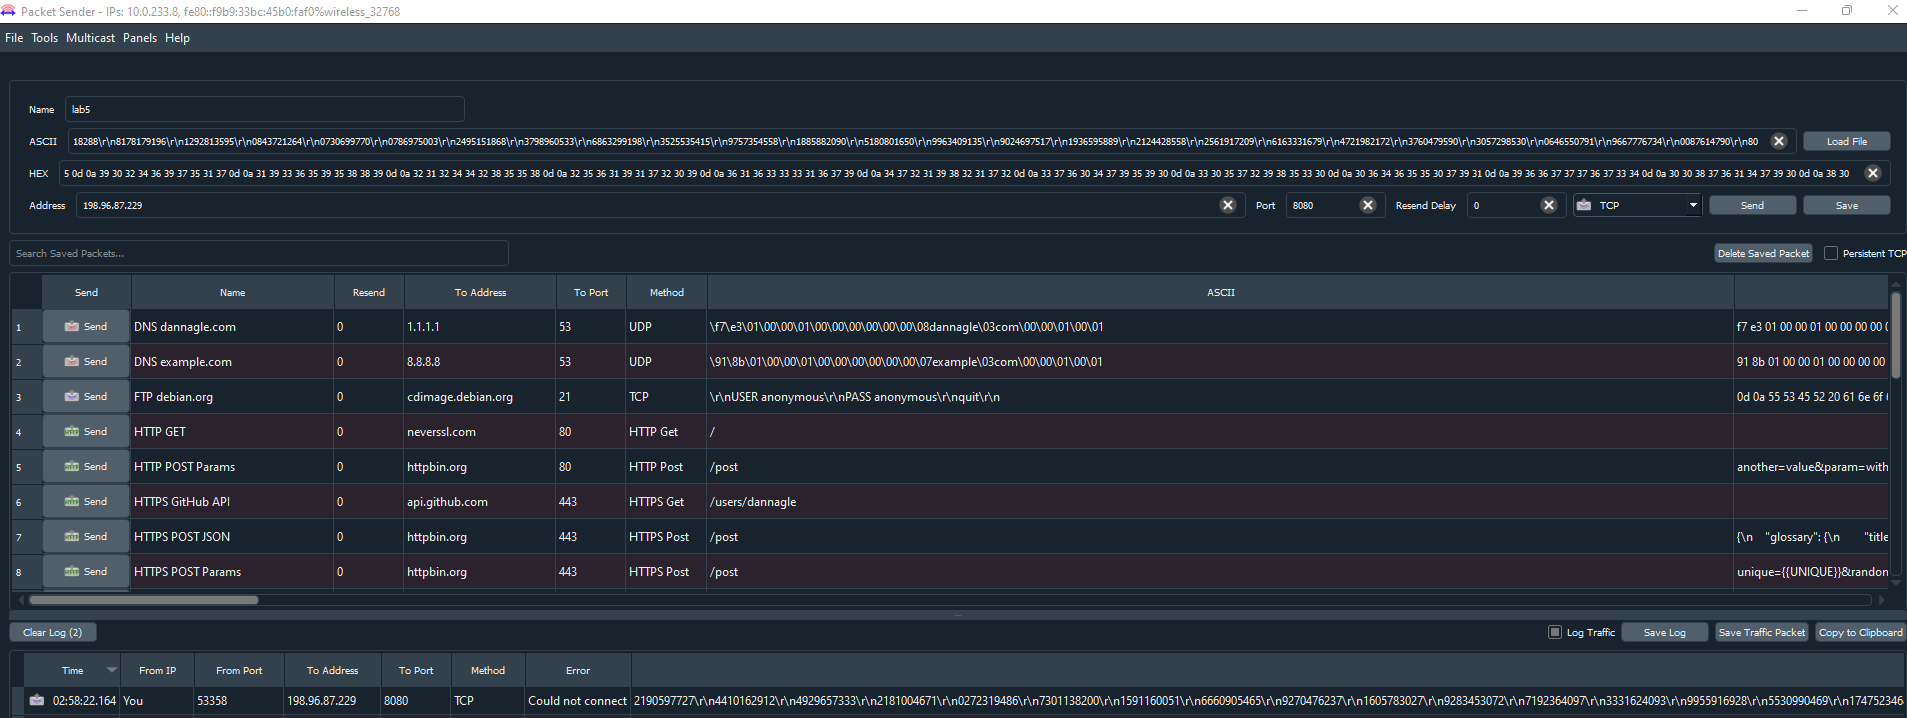 Packet Sender - IPs: 10.0.233.8, fe80::f9b9:33bc:45b0:faf0%wireless_32768
File Tools Multicast Panels Help
Name lab5
ASCII 18288\r\n8178179196\r\n1292813595\r\n0843721264\r\n0730699770\r\n0786975003\r\n2495151868\r\n3798960533\r\n6863299198\r\n3525535415\r\n9757354558\r\n1885882090\r\n5180801650\r\n9963409135\r\n9024697517\r\n1936595889\r\n2124428558\r\n2561917209\r\n6163331679\r\n4721982172\r\n3760479590\r\n3057298530\r\n0646550791\r\n9667776734\r\n0087614790\r\n80 Load File
HEX 5 0d 0a 39 30 32 34 36 39 37 35 31 37 0d 0a 31 39 33 36 35 39 35 38 38 39 0d 0a 32 31 32 34 34 32 38 35 35 38 0d 0a 32 35 36 31 39 31 37 32 30 39 0d 0a 36 31 36 33 33 33 31 36 37 39 0d 0a 34 37 32 31 39 38 32 31 37 32 0d 0a 33 37 36 30 34 37 39 35 39 30 0d 0a 33 30 35 37 32 39 38 35 33 30 0d 0a 30 36 34 36 35 35 30 37 39 31 0d 0a 39 36 36 37 37 37 36 37 33 34 0d 0a 30 30 38 37 36 31 34 37 39 30 0d 0a 38 30
Address 198.96.87.229 Port 8080 Resend Delay 0 TCP Send Save
Search Saved Packets... Delete Saved Packet Persistent TCP
Send Name Resend To Address To Port Method ASCII
1 Send DNS dannagle.com 0 1.1.1.1 53 UDP \f7\e3\01\00\00\01\00\00\00\00\00\00\08dannagle\03com\00\00\01\00\01 f7 e3 01 00 00 01 00 00 00 00 0
2 Send DNS example.com 0 8.8.8.8 53 UDP \91\8b\01\00\00\01\00\00\00\00\00\00\07example\03com\00\00\01\00\01 91 8b 01 00 00 01 00 00 00 00
3 Send FTP debian.org 0 cdimage.debian.org 21 TCP \r\nUSER anonymous\r\nPASS anonymous\r\nquit\r\n 0d 0a 55 53 45 52 20 61 6e 6f
4 Send HTTP GET 0 neverssl.com 80 HTTP Get /
5 Send HTTP POST Params 0 httpbin.org 80 HTTP Post /post another=value&param=with
6 Send HTTPS GitHub API 0 api.github.com 443 HTTPS Get /users/dannagle
7 Send HTTPS POST JSON 0 httpbin.org 443 HTTPS Post /post {\n "glossary": {\n "title
8 Send HTTPS POST Params 0 httpbin.org 443 HTTPS Post /post unique={{UNIQUE}}&randon
Clear Log (2) Log Traffic Save Log Save Traffic Packet Copy to Clipboard
Time From IP From Port To Address To Port Method Error
02:58:22.164 You 53358 198.96.87.229 8080 TCP Could not connect 2190597727\r\n4410162912\r\n4929657333\r\n2181004671\r\n0272319486\r\n7301138200\r\n1591160051\r\n6660905465\r\n9270476237\r\n1605783027\r\n9283453072\r\n7192364097\r\n3331624093\r\n9955916928\r\n5530990469\r\n174752346